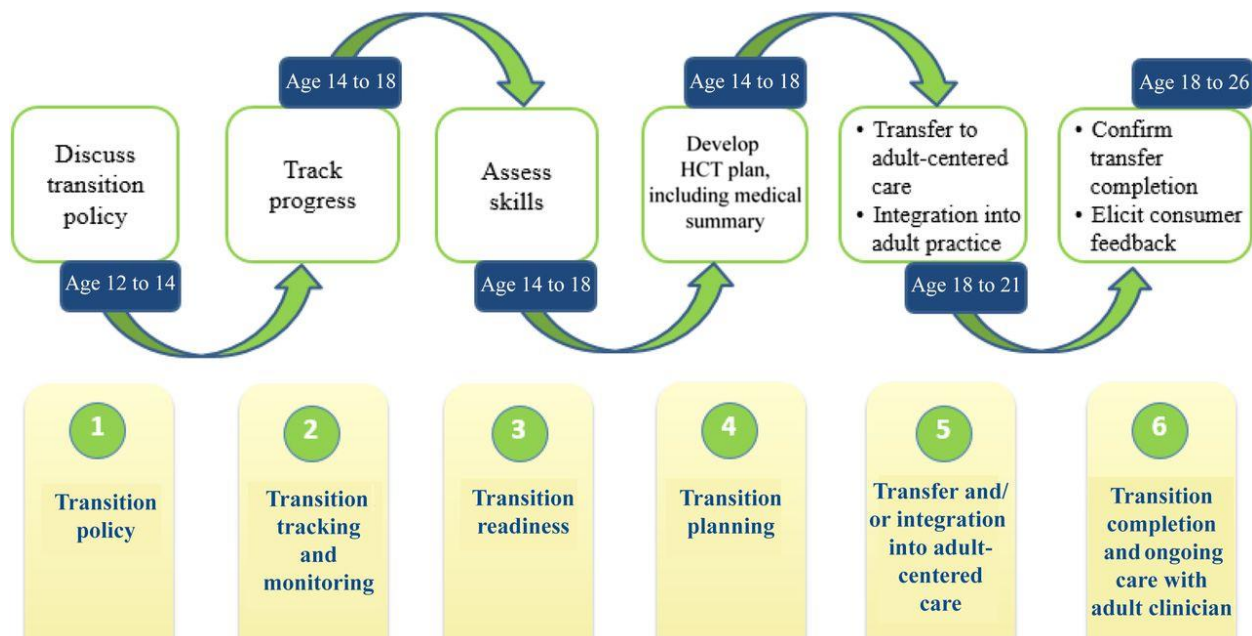 Age 14 to 18
Age 14 to 18
Age 18 to 26
Discuss
transition
policy
Track
progress
Assess
skills
Develop
HCT plan,
including medical
summary
• Transfer to
adult-centered
care
• Integration into
adult practice
• Confirm
transfer
completion
• Elicit consumer
feedback
Age 12 to 14
Age 14 to 18
Age 18 to 21
1
Transition
policy
2
Transition
tracking
and
monitoring
3
Transition
readiness
4
Transition
planning
5
Transfer and/
or integration
into adult-
centered
care
6
Transition
completion
and ongoing
care with
adult clinician